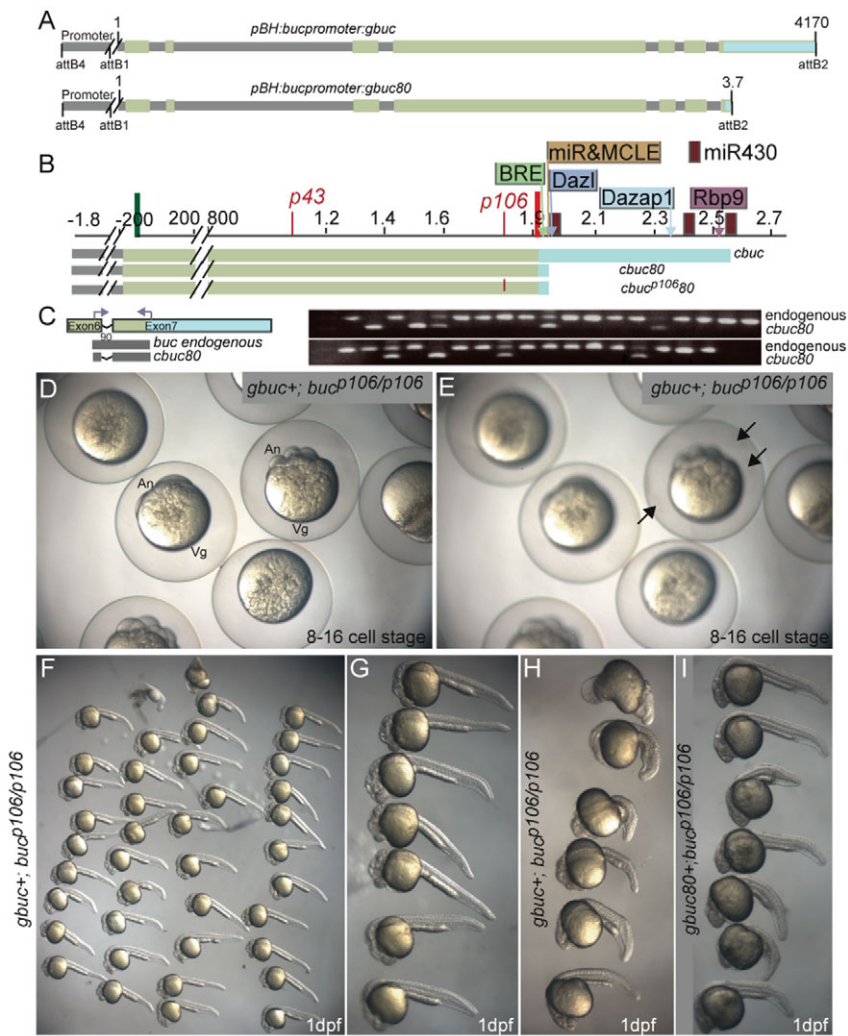 A
Promoter 1 pBH:bucpromoter:gbuc 4170
attB4 attB1 attB2
Promoter 1 pBH:bucpromoter:gbuc80 3.7
attB4 attB1 attB2
B
miR&MCLE miR430
BRE Dazl
p43 p106 Dazap1 Rbp9
-1.8 -200 200 800 1.2 1.4 1.6 1.9 2.1 2.3 2.5 2.7
cbuc
cbuc80
cbucp10680
C
Exon6 Exon7
90
buc endogenous
cbuc80
endogenous
cbuc80
endogenous
cbuc80
D gbuc+; bucp106/p106
An An
Vg Vg
8-16 cell stage
E gbuc+; bucp106/p106
8-16 cell stage
gbuc+; bucp106/p106
F
1dpf
G
1dpf
gbuc+; bucp106/p106
H
1dpf
gbuc80+;bucp106/p106
I
1dpf